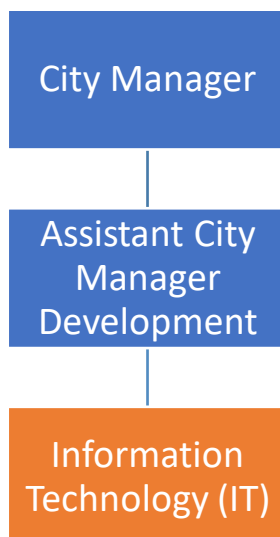 City Manager
Assistant City
Manager
Development
Information
Technology (IT)